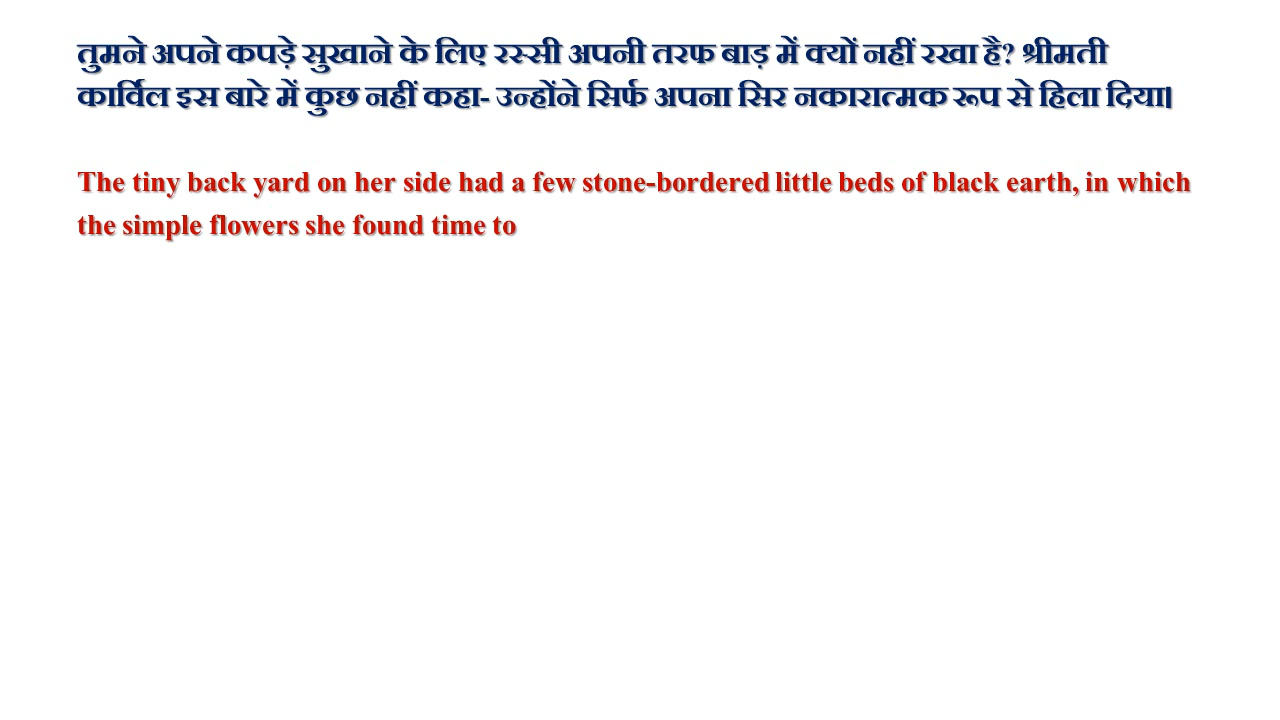 तुमने अपने कपड़े सुखाने के लिए रस्सी अपनी तरफ बाड़ में क्यों नहीं रखा है? श्रीमती
कार्विल इस बारे में कुछ नहीं कहा- उन्होंने सिर्फ अपना सिर नकारात्मक रूप से हिला दिया।
The tiny back yard on her side had a few stone-bordered little beds of black earth, in which
the simple flowers she found time to